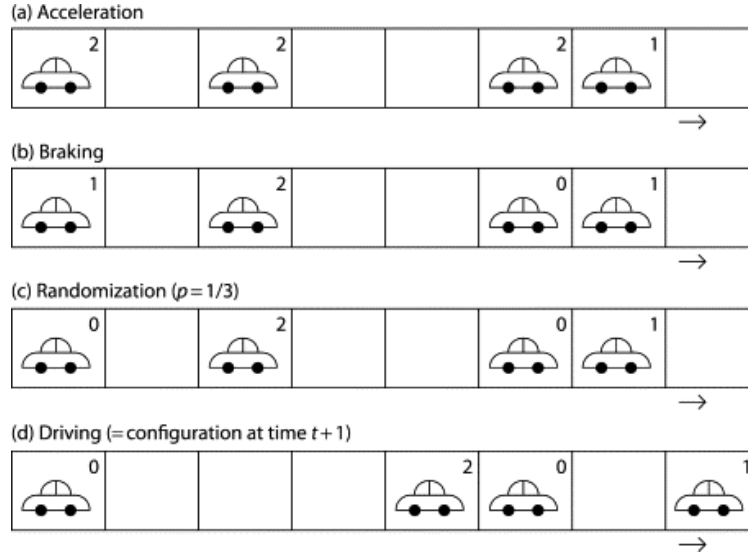 (a) Acceleration
2 2 2 1
(b) Braking
1 2 0 1
(c) Randomization (p = 1/3)
0 2 0 1
(d) Driving (= configuration at time t + 1)
0 2 0 1